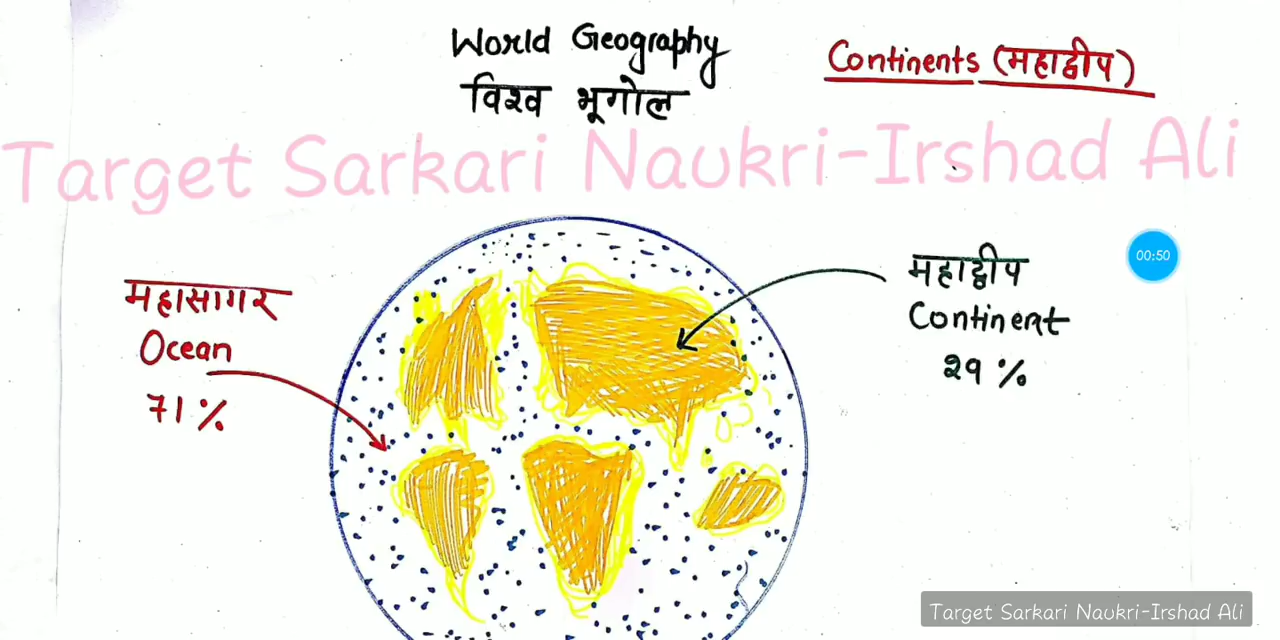 World Geography
विश्व भूगोल
Continents (महाद्वीप)
Target Sarkari Naukri-Irshad Ali
महासागर
Ocean
71%
महाद्वीप
Continent
29%
00:50
Target Sarkari Naukri-Irshad Ali